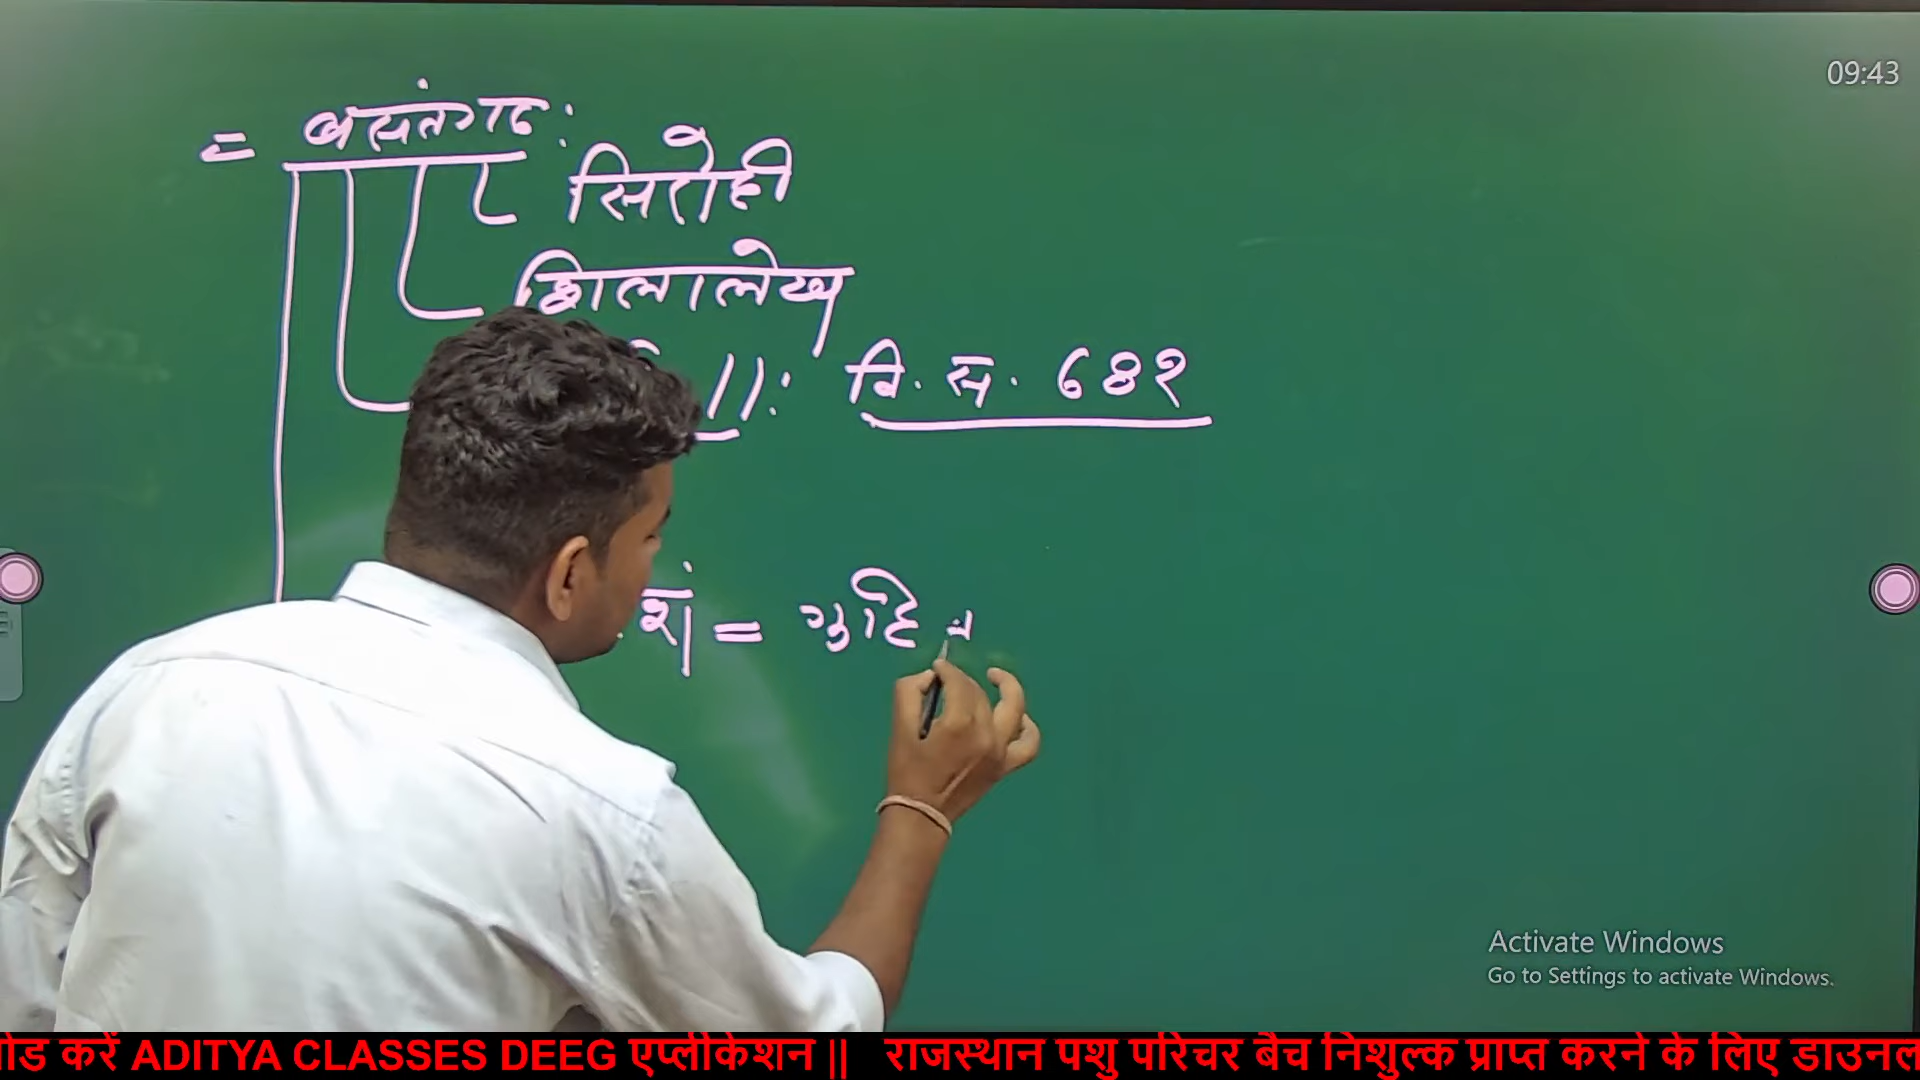 09:43
= बसंतगढ:
सिरोही
शिलालेख
||: वि. स. 682
शं = गुहि
Activate Windows
Go to Settings to activate Windows.
ोड करें ADITYA CLASSES DEEG एप्लीकेशन || राजस्थान पशु परिचर बैच निशुल्क प्राप्त करने के लिए डाउनल